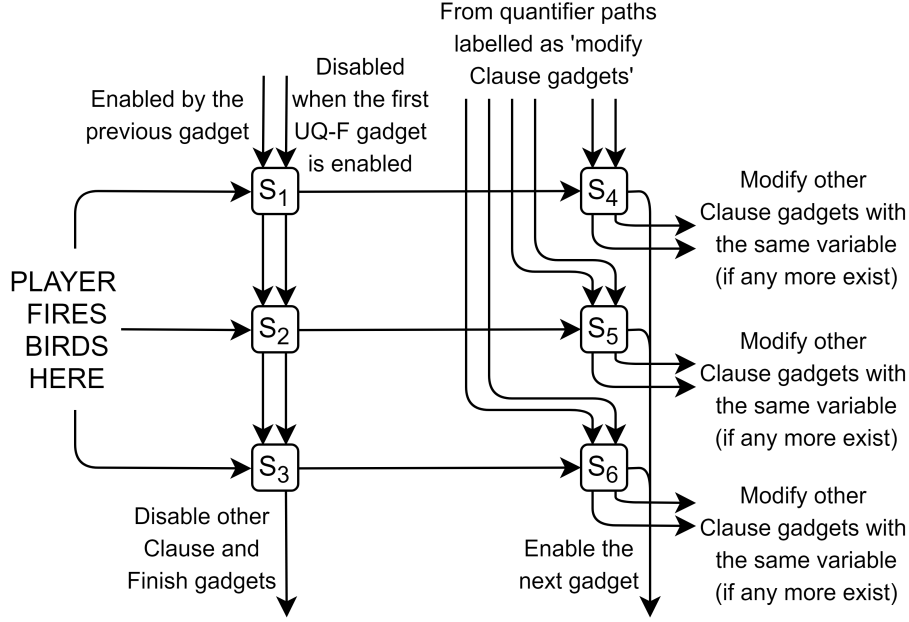 From quantifier paths
labelled as 'modify
Clause gadgets'
Disabled
when the first
UQ-F gadget
is enabled
Enabled by the
previous gadget
S1
S4
Modify other
Clause gadgets with
the same variable
(if any more exist)
PLAYER
FIRES
BIRDS
HERE
S2
S5
Modify other
Clause gadgets with
the same variable
(if any more exist)
S3
S6
Modify other
Clause gadgets with
the same variable
(if any more exist)
Disable other
Clause and
Finish gadgets
Enable the
next gadget